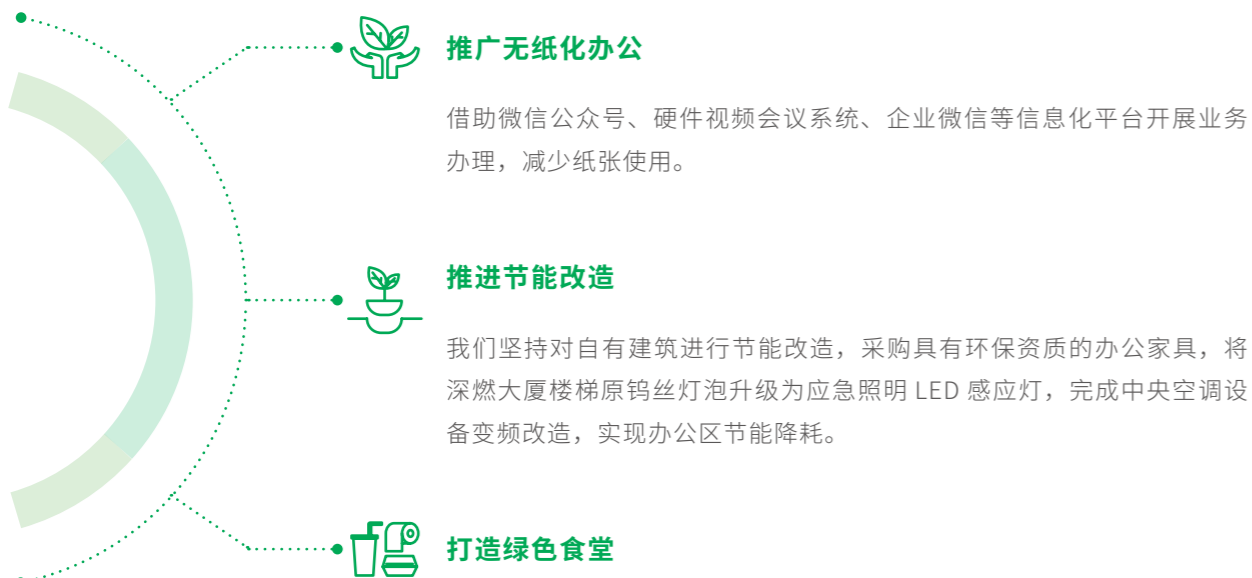 推广无纸化办公
借助微信公众号、硬件视频会议系统、企业微信等信息化平台开展业务
办理，减少纸张使用。
推进节能改造
我们坚持对自有建筑进行节能改造，采购具有环保资质的办公家具，将
深燃大厦楼梯原钨丝灯泡升级为应急照明 LED 感应灯，完成中央空调设
备变频改造，实现办公区节能降耗。
打造绿色食堂